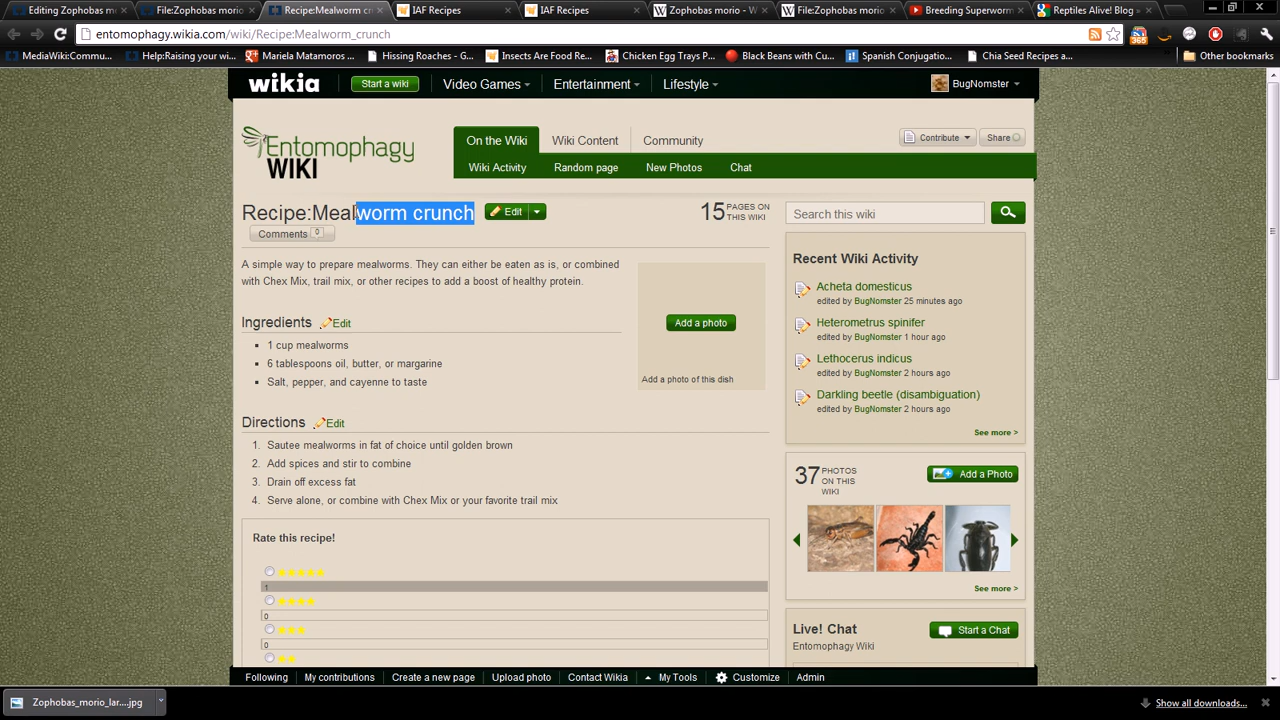 Editing Zophobas morio
File:Zophobas morio
Recipe:Mealworm cr
IAF Recipes
IAF Recipes
Zophobas morio - W
File:Zophobas morio
Breeding Superworm
Reptiles Alive! Blog »
entomophagy.wikia.com/wiki/Recipe:Mealworm_crunch
MediaWiki:Commu...
Help:Raising your wi...
Mariela Matamoros ...
Hissing Roaches - G...
Insects Are Food Re...
Chicken Egg Trays P...
Black Beans with Cu...
Spanish Conjugatio...
Chia Seed Recipes a...
Other bookmarks
wikia
Start a wiki
Video Games
Entertainment
Lifestyle
BugNomster
Entomophagy
WIKI
On the Wiki
Wiki Content
Community
Contribute
Share
Wiki Activity
Random page
New Photos
Chat
Recipe:Mealworm crunch
Edit
15 PAGES ON THIS WIKI
Comments 0
A simple way to prepare mealworms. They can either be eaten as is, or combined
with Chex Mix, trail mix, or other recipes to add a boost of healthy protein.
Add a photo
Add a photo of this dish
Ingredients Edit
1 cup mealworms
6 tablespoons oil, butter, or margarine
Salt, pepper, and cayenne to taste
Directions Edit
1. Sautee mealworms in fat of choice until golden brown
2. Add spices and stir to combine
3. Drain off excess fat
4. Serve alone, or combine with Chex Mix or your favorite trail mix
Rate this recipe!
1
0
0
Search this wiki
Recent Wiki Activity
Acheta domesticus
edited by BugNomster 25 minutes ago
Heterometrus spinifer
edited by BugNomster 1 hour ago
Lethocerus indicus
edited by BugNomster 2 hours ago
Darkling beetle (disambiguation)
edited by BugNomster 2 hours ago
See more >
37 PHOTOS ON THIS WIKI
Add a Photo
See more >
Live! Chat
Start a Chat
Entomophagy Wiki
Following
My contributions
Create a new page
Upload photo
Contact Wikia
My Tools
Customize
Admin
Zophobas_morio_lar....jpg
Show all downloads...